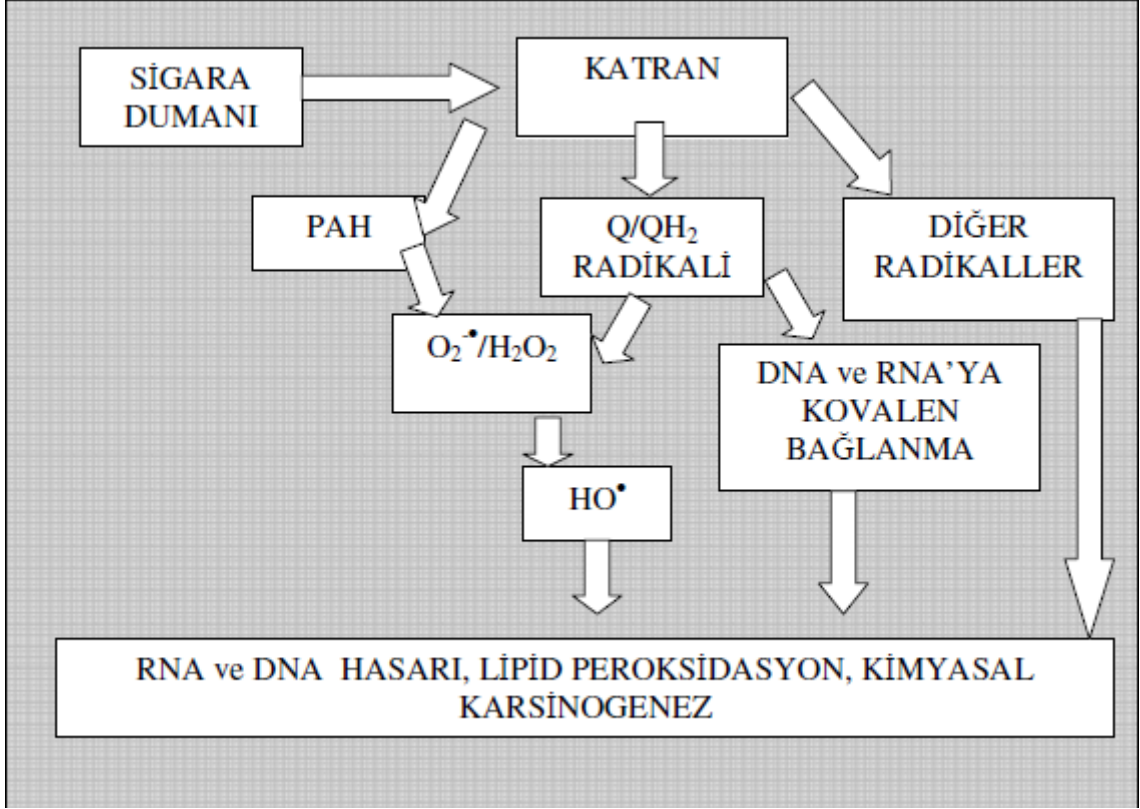 SİGARA
DUMANI
KATRAN
PAH
Q/QH₂
RADİKALİ
DİĞER
RADİKALLER
O₂⁻•/H₂O₂
DNA ve RNA’YA
KOVALEN
BAĞLANMA
HO•
RNA ve DNA HASARI, LİPİD PEROKSİDASYON, KİMYASAL
KARSİNOGENEZ